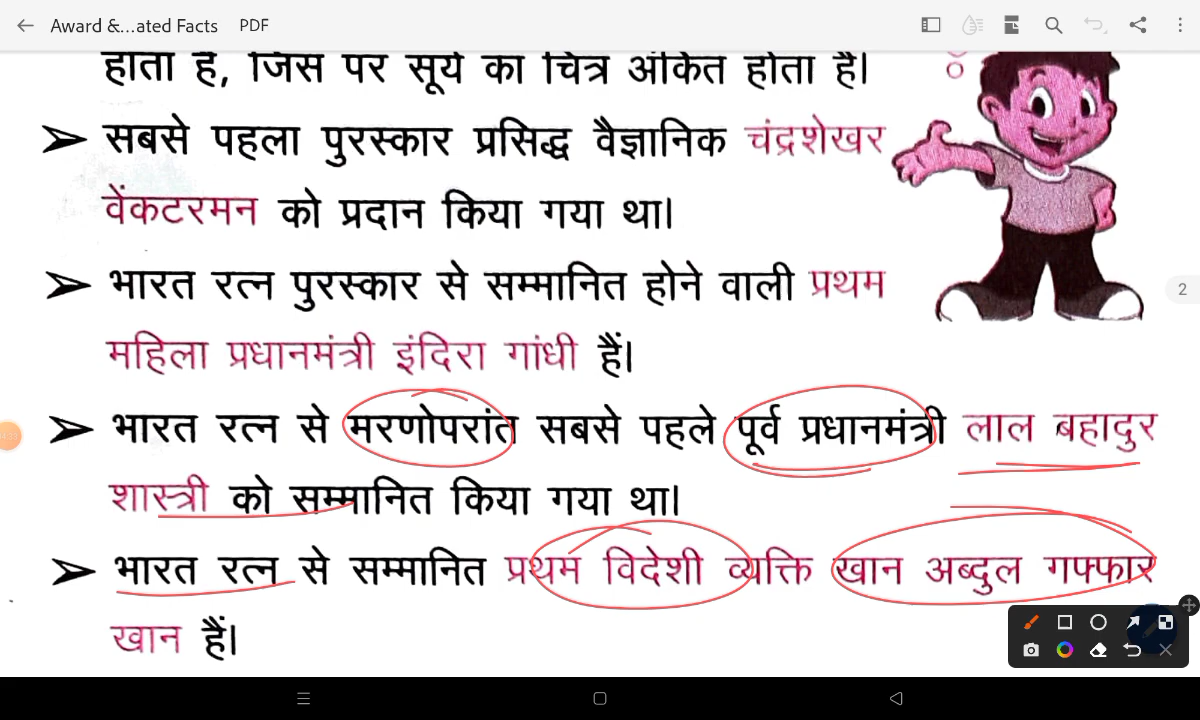 Award &...ated Facts PDF
होता है, जिस पर सूर्य का चित्र अंकित होता है।
➢ सबसे पहला पुरस्कार प्रसिद्ध वैज्ञानिक चंद्रशेखर
वेंकटरमन को प्रदान किया गया था।
➢ भारत रत्न पुरस्कार से सम्मानित होने वाली प्रथम
2
महिला प्रधानमंत्री इंदिरा गांधी हैं।
➢ भारत रत्न से मरणोपरांत सबसे पहले पूर्व प्रधानमंत्री लाल बहादुर
शास्त्री को सम्मानित किया गया था।
➢ भारत रत्न से सम्मानित प्रथम विदेशी व्यक्ति खान अब्दुल गफ्फार
खान हैं।